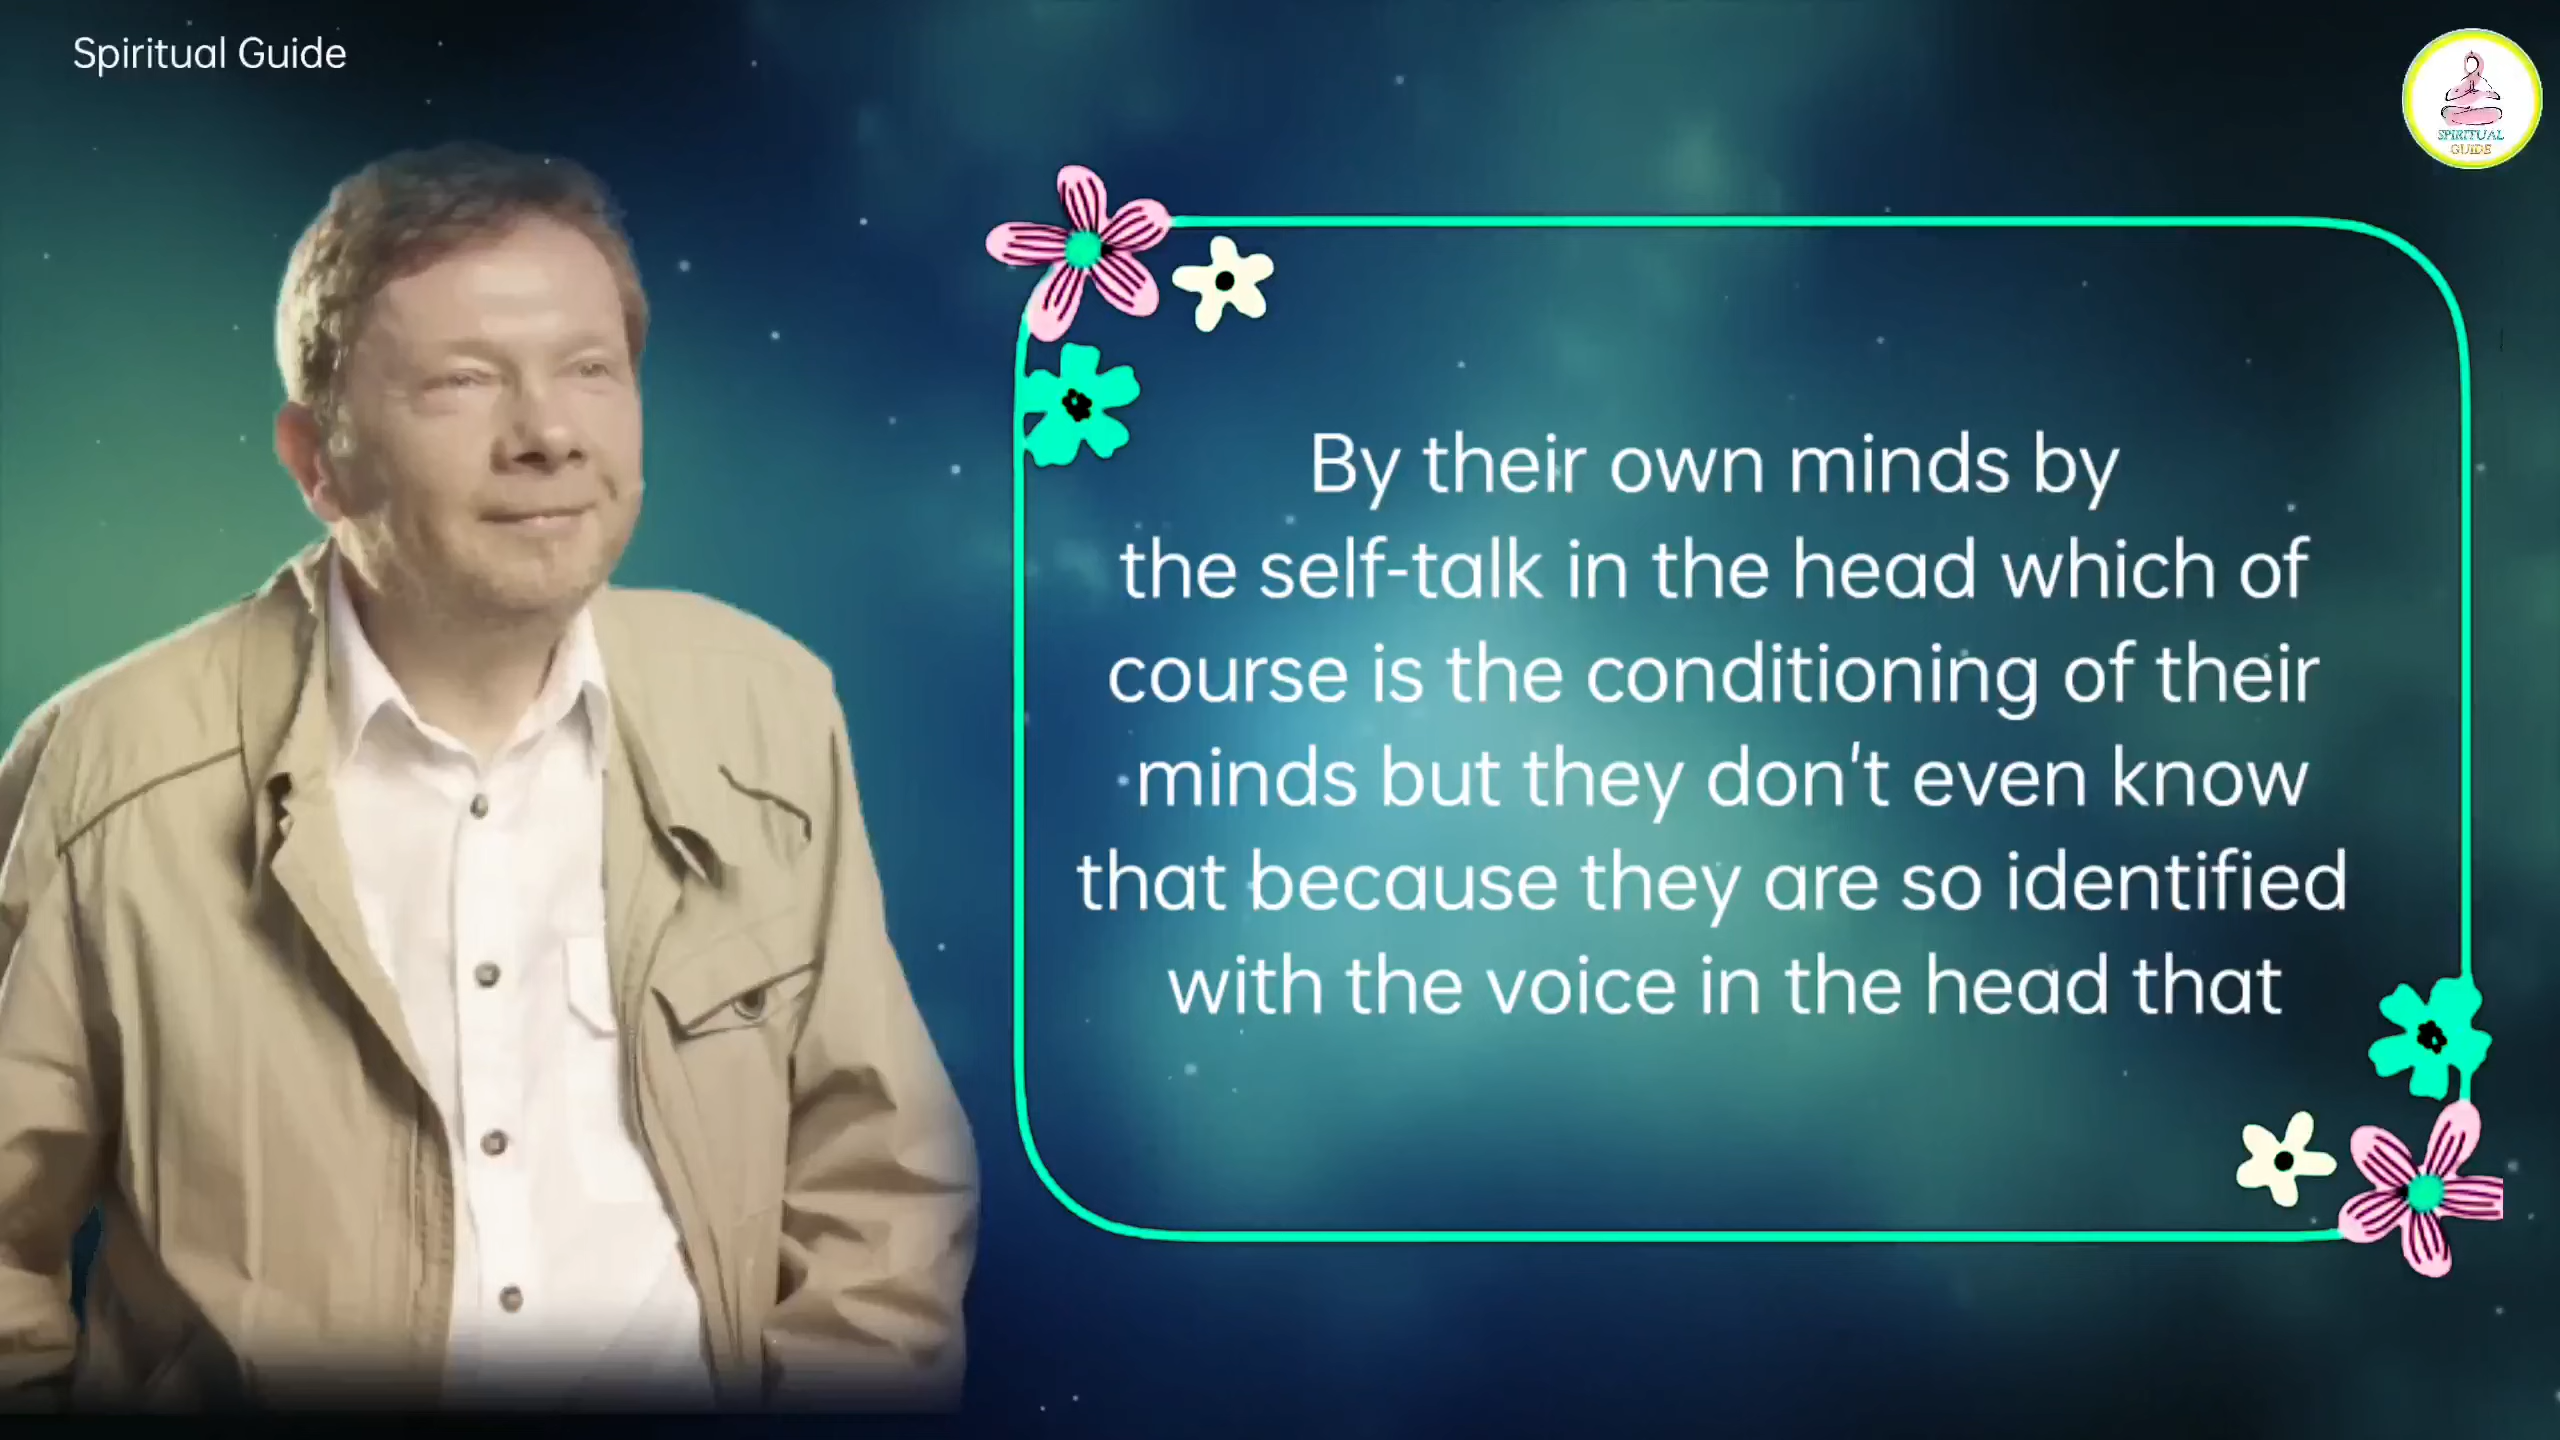 Spiritual Guide
SPIRITUAL
GUIDE
By their own minds by
the self-talk in the head which of
course is the conditioning of their
minds but they don't even know
that because they are so identified
with the voice in the head that